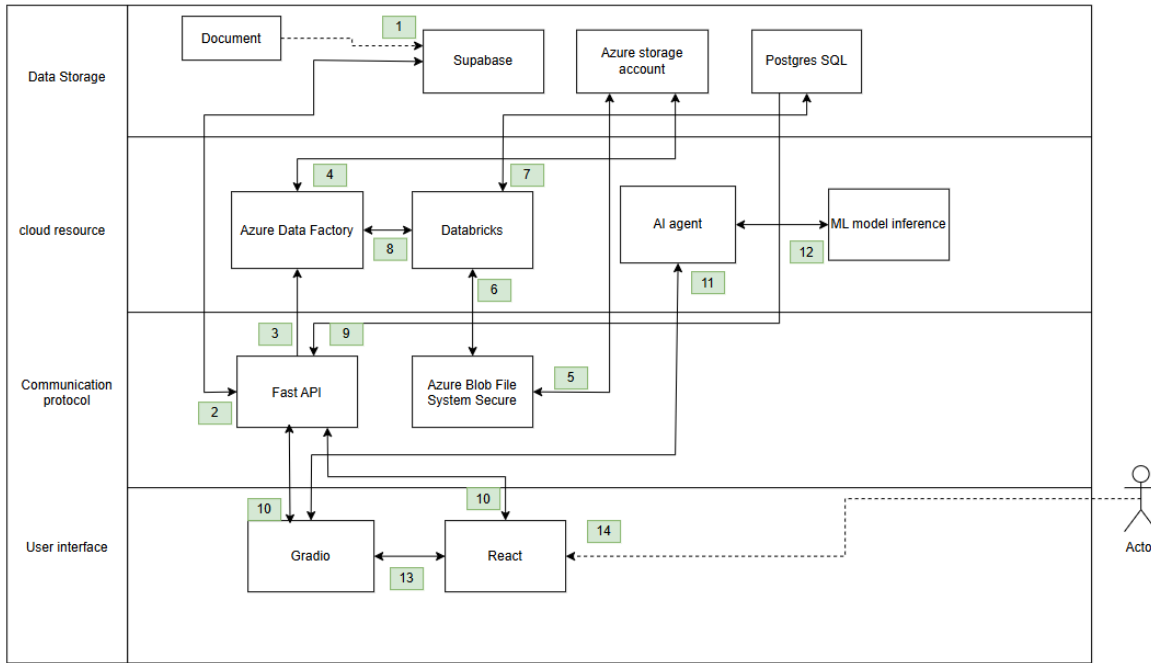 Data Storage
Document
1
Supabase
Azure storage
account
Postgres SQL
cloud resource
4
7
Azure Data Factory
8
Databricks
6
AI agent
11
12
ML model inference
Communication
protocol
3
9
Fast API
2
Azure Blob File
System Secure
5
User interface
10
Gradio
13
10
React
14
Acto